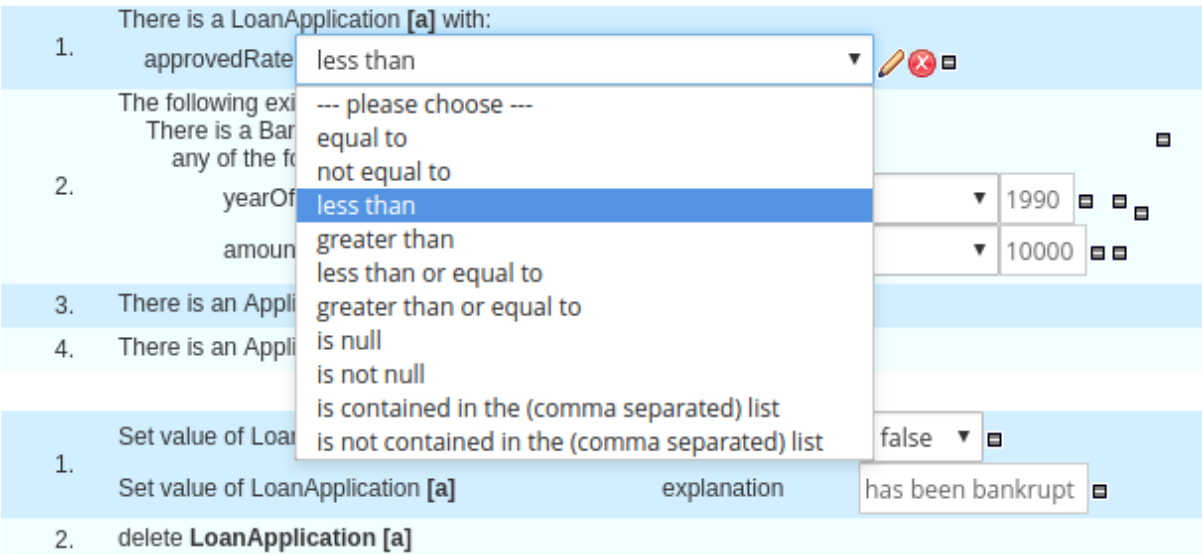 There is a LoanApplication [a] with:
1.
approvedRate less than
The following exi
--- please choose ---
There is a Bar
equal to
any of the fo
not equal to
2.
yearOf
less than
1990
greater than
amoun
10000
less than or equal to
3. There is an Appli
greater than or equal to
4. There is an Appli
is null
is not null
is contained in the (comma separated) list
Set value of Loan
is not contained in the (comma separated) list
false
1.
Set value of LoanApplication [a] explanation has been bankrupt
2. delete LoanApplication [a]